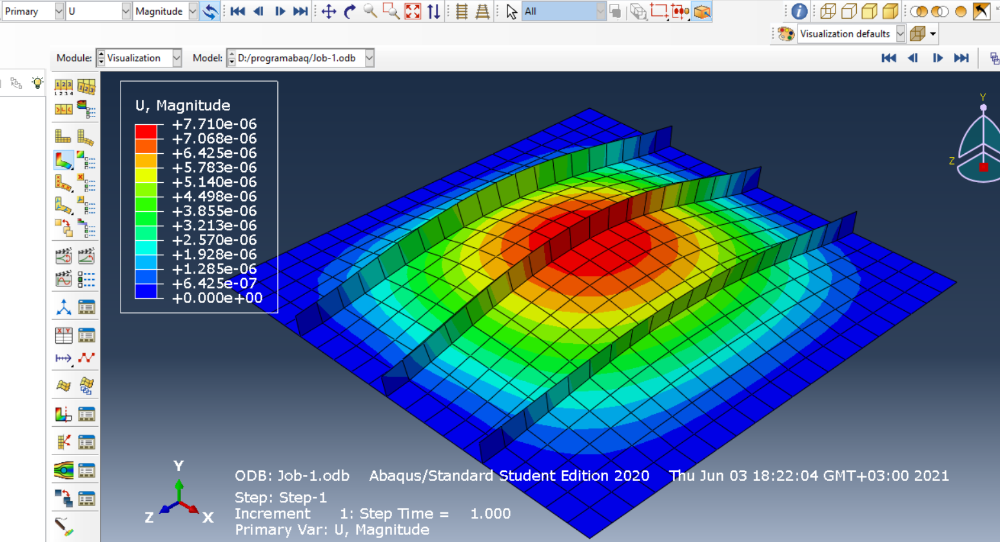 Primary U Magnitude All
Visualization defaults
Module: Visualization Model: D:/programabaq/Job-1.odb
U, Magnitude
+7.710e-06
+7.068e-06
+6.425e-06
+5.783e-06
+5.140e-06
+4.498e-06
+3.855e-06
+3.213e-06
+2.570e-06
+1.928e-06
+1.285e-06
+6.425e-07
+0.000e+00
Y
Z
Y
Z X
ODB: Job-1.odb Abaqus/Standard Student Edition 2020 Thu Jun 03 18:22:04 GMT+03:00 2021
Step: Step-1
Increment 1: Step Time = 1.000
Primary Var: U, Magnitude